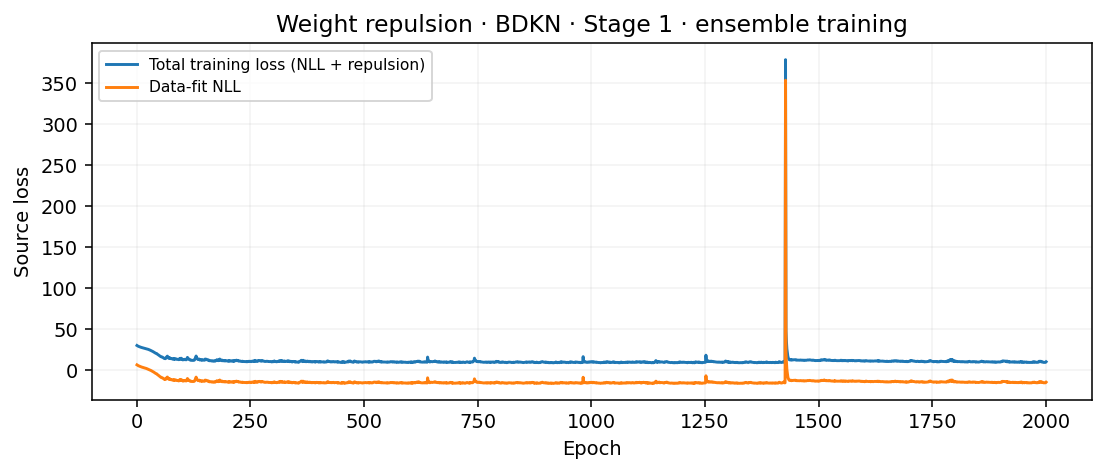 Weight repulsion · BDKN · Stage 1 · ensemble training
Total training loss (NLL + repulsion)
Data-fit NLL
Source loss
350
300
250
200
150
100
50
0
0 250 500 750 1000 1250 1500 1750 2000
Epoch